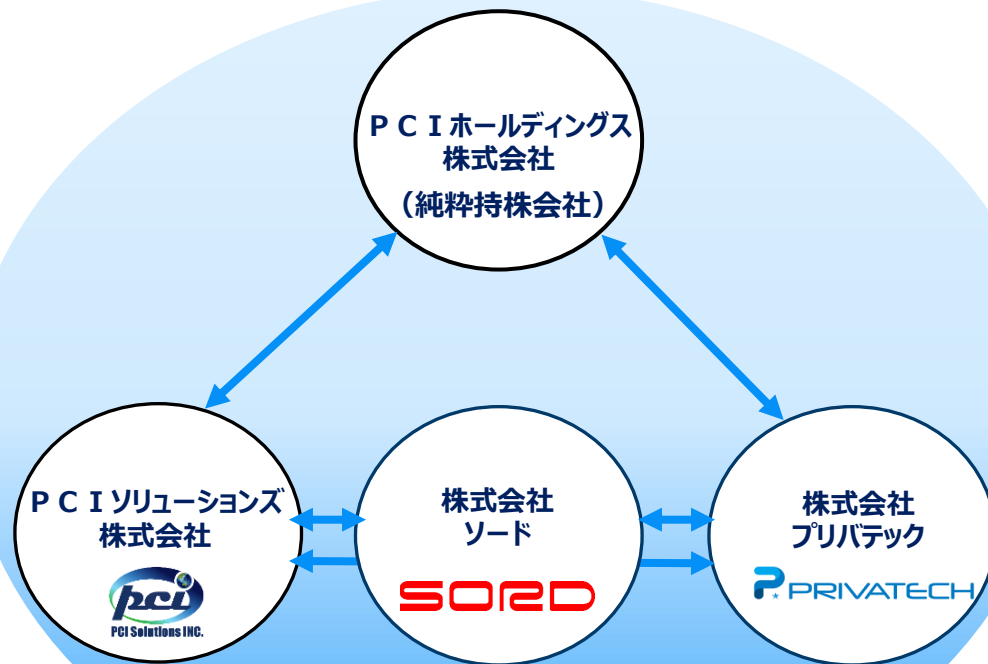 ＰＣＩホールディングス
株式会社
（純粋持株会社）
ＰＣＩソリューションズ
株式会社
pci
PCI Solutions INC.
株式会社
ソード
SORD
株式会社
プリバテック
PRIVATECH